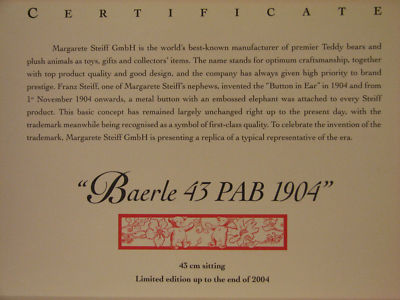 CERTIFICATE
Margarete Steiff GmbH is the world's best-known manufacturer of premier Teddy bears and
plush animals as toys, gifts and collectors' items. The name stands for optimum craftsmanship, together
with top product quality and good design, and the company has always given high priority to brand
prestige. Franz Steiff, one of Margarete Steiff's nephews, invented the "Button in Ear" in 1904 and from
1st November 1904 onwards, a metal button with an embossed elephant was attached to every Steiff
product. This basic concept has remained largely unchanged right up to the present day, with the
trademark meanwhile being recognised as a symbol of first-class quality. To celebrate the invention of the
trademark, Margarete Steiff GmbH is presenting a replica of a typical representative of the era.
"Baerle 43 PAB 1904"
43 cm sitting
Limited edition up to the end of 2004